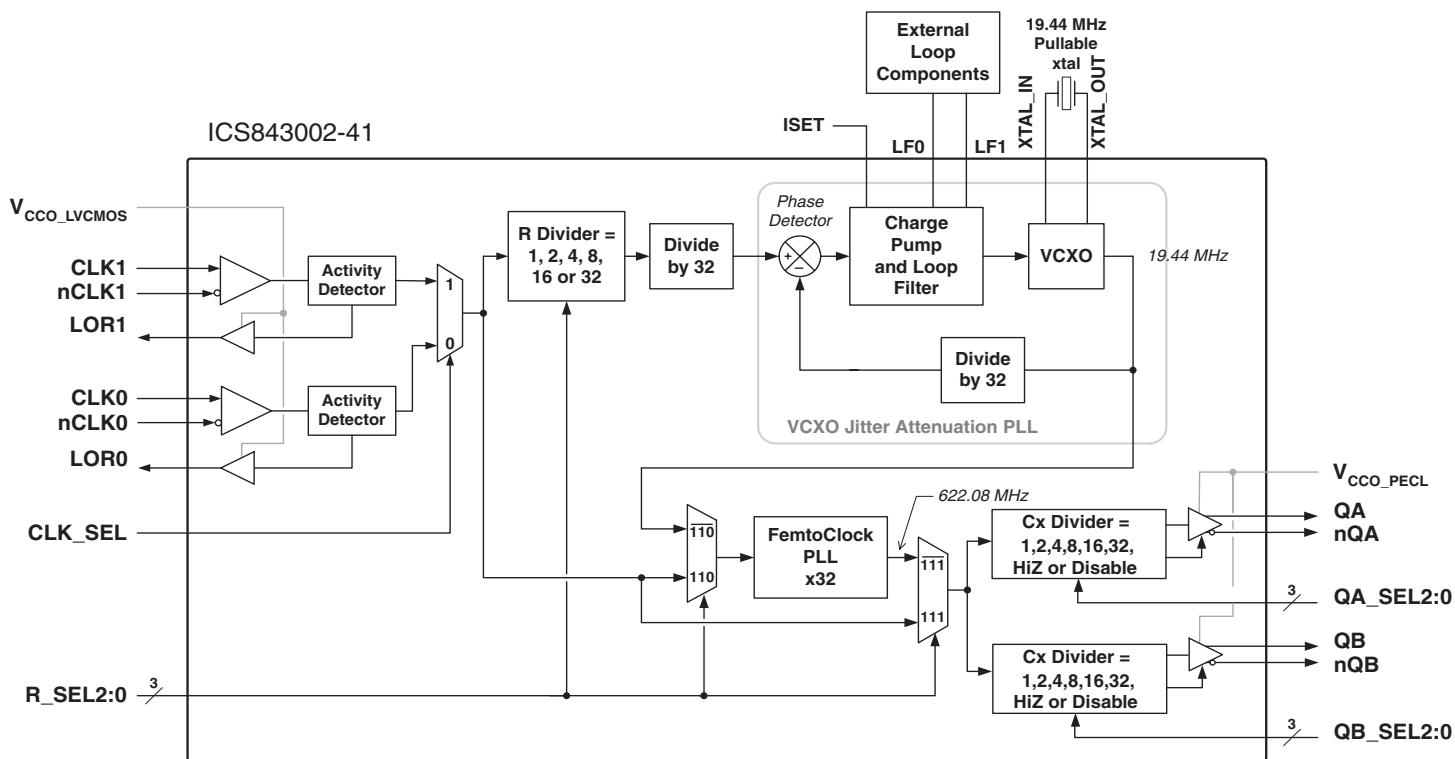 External
Loop
Components
19.44 MHz
Pullable
xtal
XTAL_IN
XTAL_OUT
ISET
LF0
LF1
ICS843002-41
VCCO_LVCMOS
CLK1
nCLK1
LOR1
CLK0
nCLK0
LOR0
CLK_SEL
R_SEL2:0
3
Activity
Detector
Activity
Detector
1
0
R Divider =
1, 2, 4, 8,
16 or 32
Divide
by 32
Phase
Detector
+
–
Charge
Pump
and Loop
Filter
VCXO
19.44 MHz
Divide
by 32
VCXO Jitter Attenuation PLL
110
110
FemtoClock
PLL
x32
622.08 MHz
111
111
Cx Divider =
1,2,4,8,16,32,
HiZ or Disable
Cx Divider =
1,2,4,8,16,32,
HiZ or Disable
VCCO_PECL
QA
nQA
3
QA_SEL2:0
QB
nQB
3
QB_SEL2:0